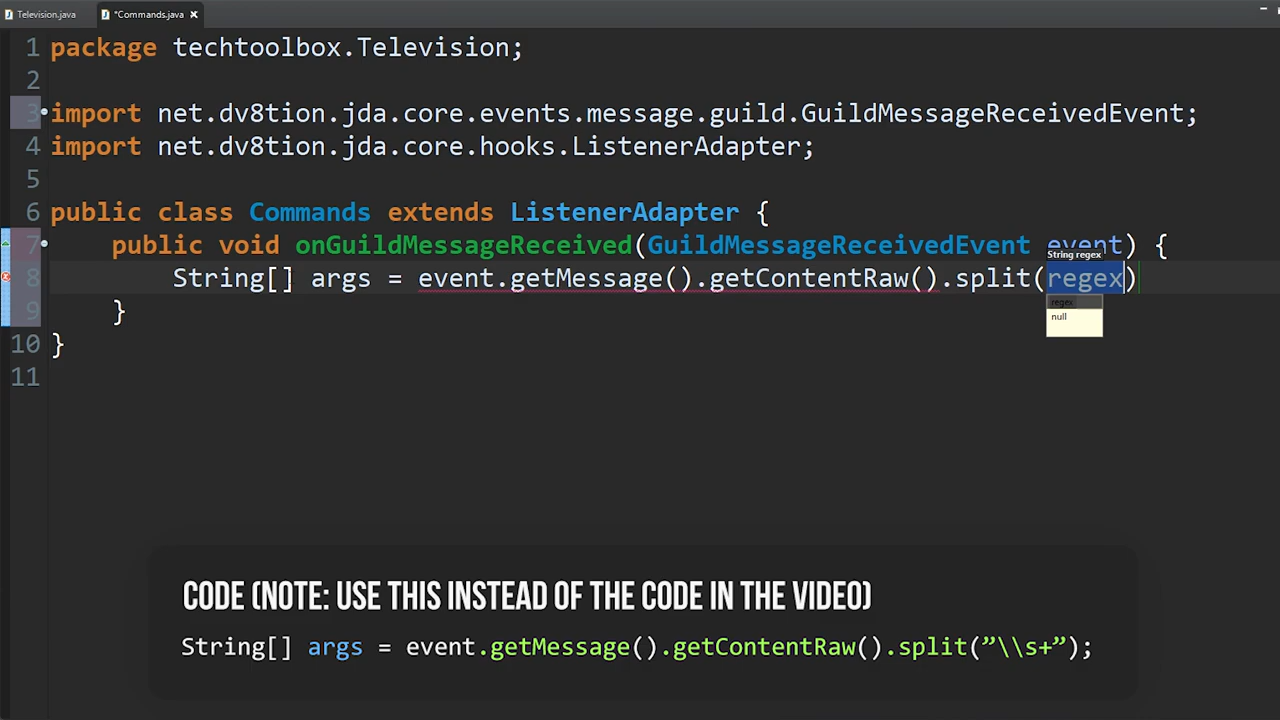 Television.java *Commands.java
1 package techtoolbox.Television;
2
3 import net.dv8tion.jda.core.events.message.guild.GuildMessageReceivedEvent;
4 import net.dv8tion.jda.core.hooks.ListenerAdapter;
5
6 public class Commands extends ListenerAdapter {
7 public void onGuildMessageReceived(GuildMessageReceivedEvent event) {
String regex
8 String[] args = event.getMessage().getContentRaw().split(regex)
regex
9 }
null
10 }
11
CODE (NOTE: USE THIS INSTEAD OF THE CODE IN THE VIDEO)
String[] args = event.getMessage().getContentRaw().split(”\\s+”);